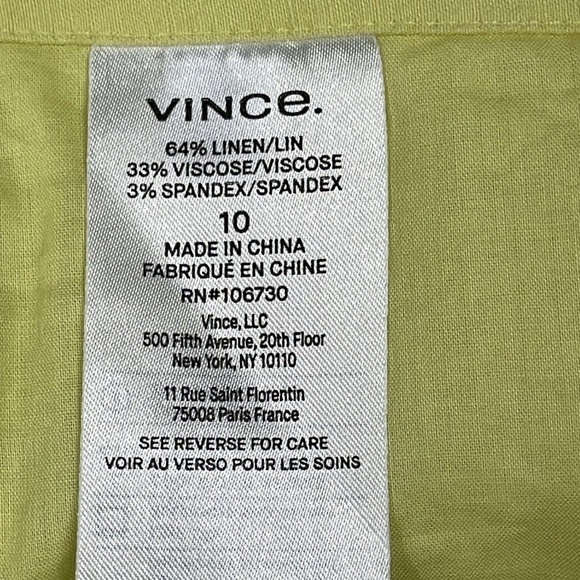 VINCE.
64% LINEN/LIN
33% VISCOSE/VISCOSE
3% SPANDEX/SPANDEX
10
MADE IN CHINA
FABRIQUÉ EN CHINE
RN#106730
Vince, LLC
500 Fifth Avenue, 20th Floor
New York, NY 10110
11 Rue Saint Florentin
75008 Paris France
SEE REVERSE FOR CARE
VOIR AU VERSO POUR LES SOINS